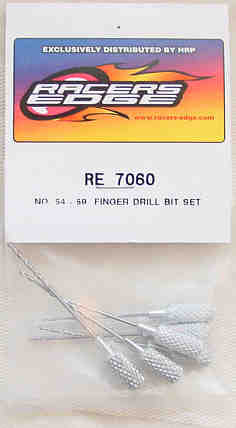 EXCLUSIVELY DISTRIBUTED BY HRP
RACERS
EDGE
www.racers-edge.com
RE 7060
NO. 54 - 69 FINGER DRILL BIT SET